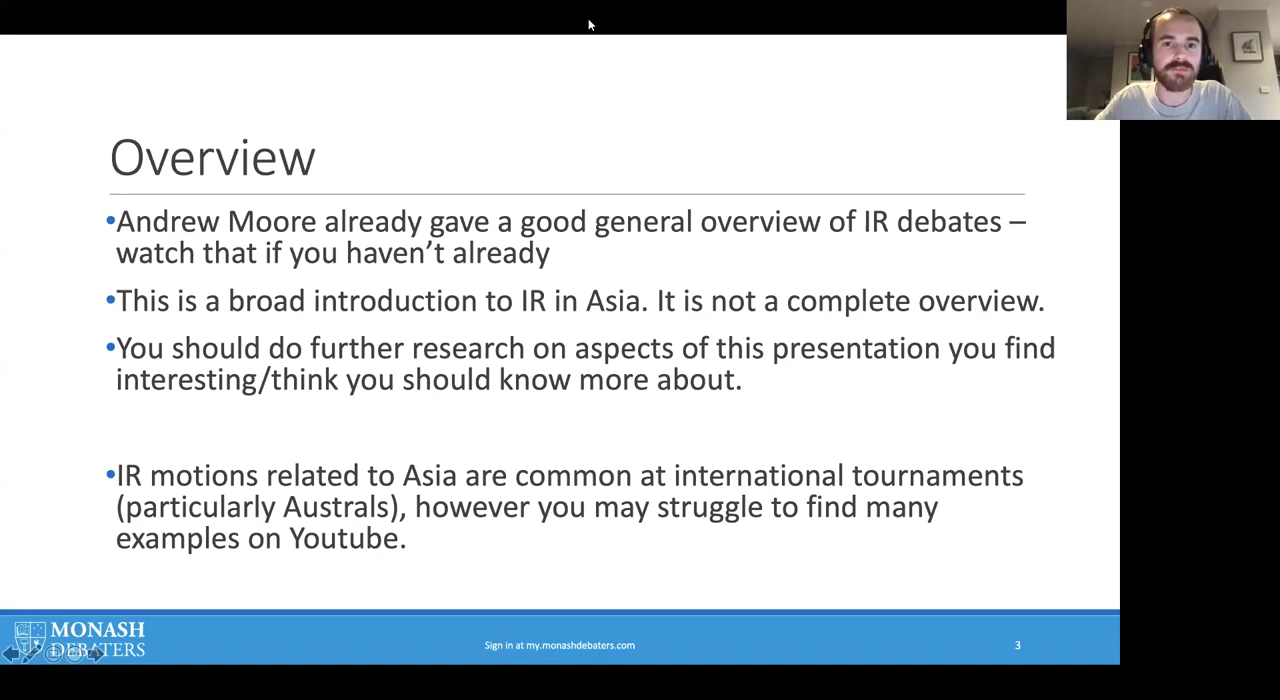 Overview
•Andrew Moore already gave a good general overview of IR debates –
watch that if you haven’t already
•This is a broad introduction to IR in Asia. It is not a complete overview.
•You should do further research on aspects of this presentation you find
interesting/think you should know more about.
•IR motions related to Asia are common at international tournaments
(particularly Australs), however you may struggle to find many
examples on Youtube.
MONASH
DEBATERS
Sign in at my.monashdebaters.com
3